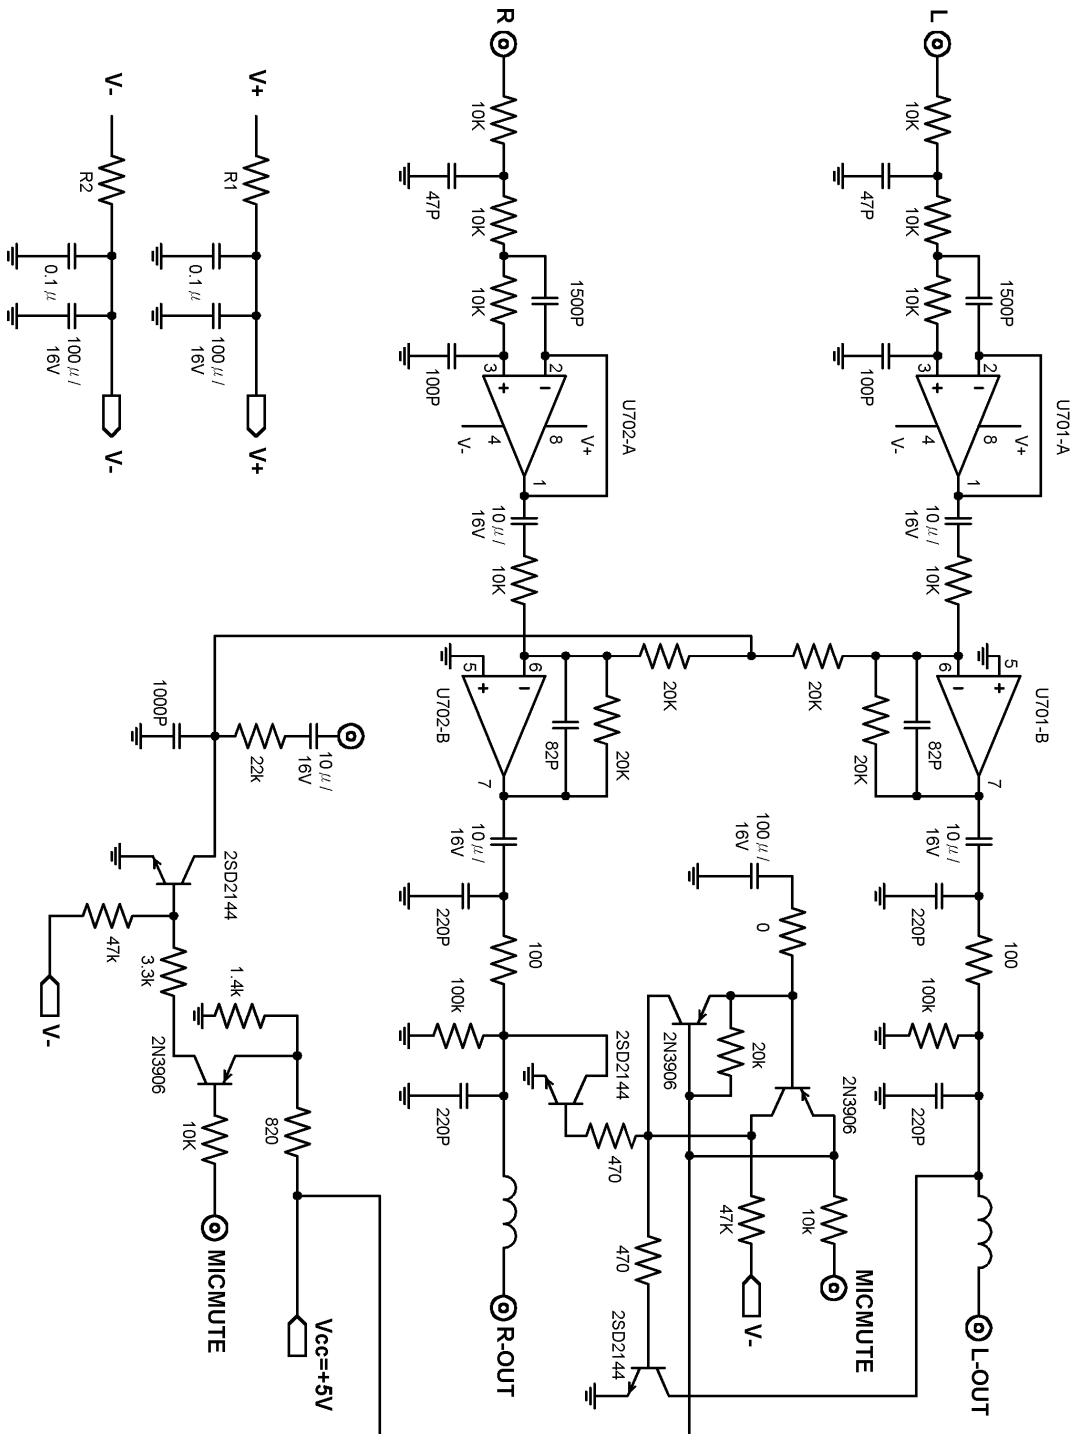 L
10K
47P
10K
10K
1500P
100P
3
2
U701-A
4
8
V-
V+
1
10μ/
16V
10K
5
6
U701-B
20K
20K
82P
7
10μ/
16V
220P
100
100k
220P
L-OUT
R
10K
47P
10K
10K
1500P
100P
3
2
U702-A
4
8
V-
V+
1
10μ/
16V
10K
5
6
U702-B
20K
82P
20K
7
10μ/
16V
220P
100
100k
220P
R-OUT
100μ/
16V
0
20k
2N3906
2N3906
47K
V-
10k
MICMUTE
2SD2144
470
470
2SD2144
V+
R1
0.1μ
100μ/
16V
V+
V-
R2
0.1μ
100μ/
16V
V-
1000P
22k
10μ/
16V
2SD2144
47k
V-
3.3k
1.4k
2N3906
10K
820
MICMUTE
Vcc=+5V